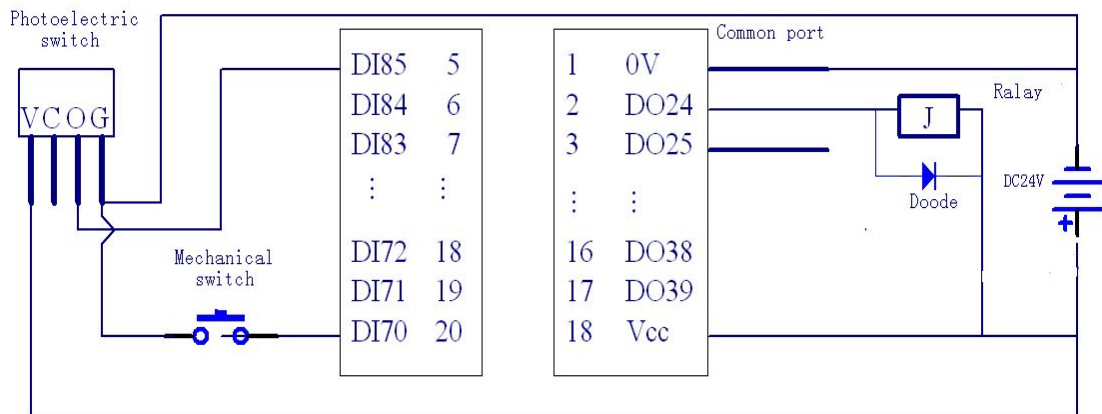 Photoelectric
switch
V C O G
Mechanical
switch
DI85 5
DI84 6
DI83 7
⋮ ⋮
DI72 18
DI71 19
DI70 20
Common port
1 0V
2 DO24
3 DO25
⋮ ⋮
16 DO38
17 DO39
18 Vcc
Ralay
J
Doode
DC24V
+